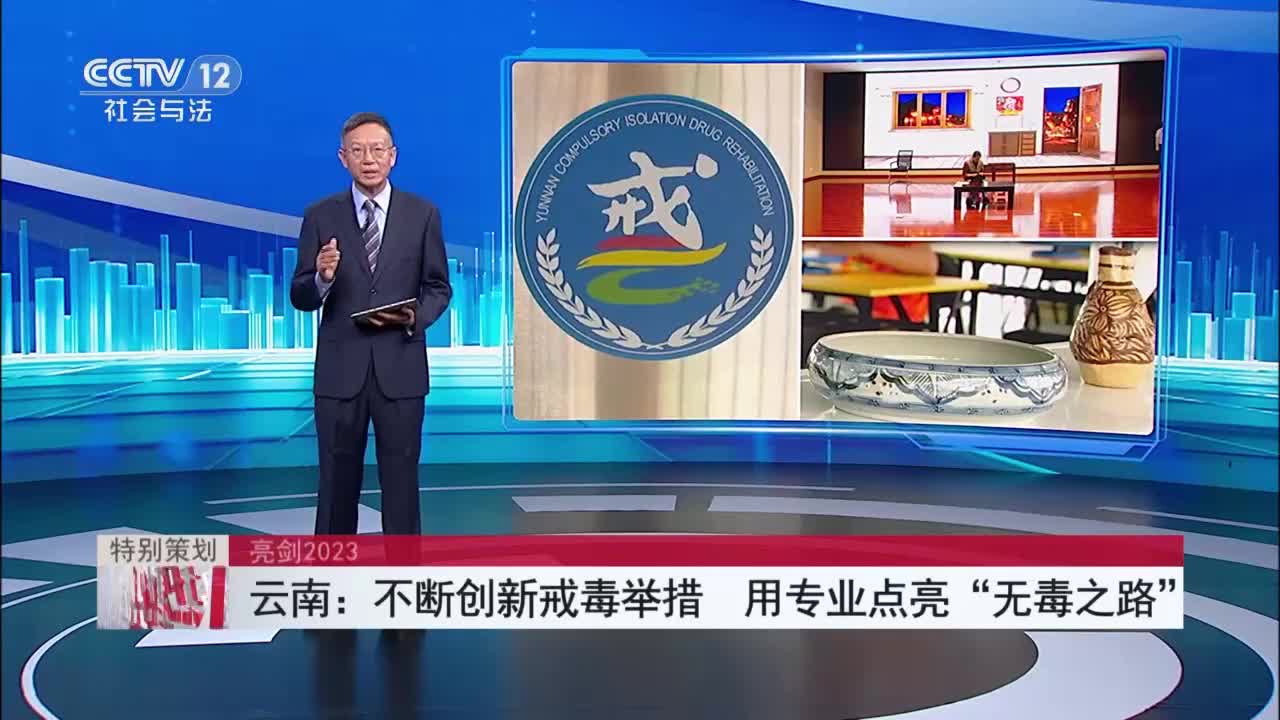 CCTV 12
社会与法
YUNNAN COMPULSORY ISOLATION DRUG REHABILITATION
戒
特别策划
亮剑2023
云南：不断创新戒毒举措 用专业点亮“无毒之路”